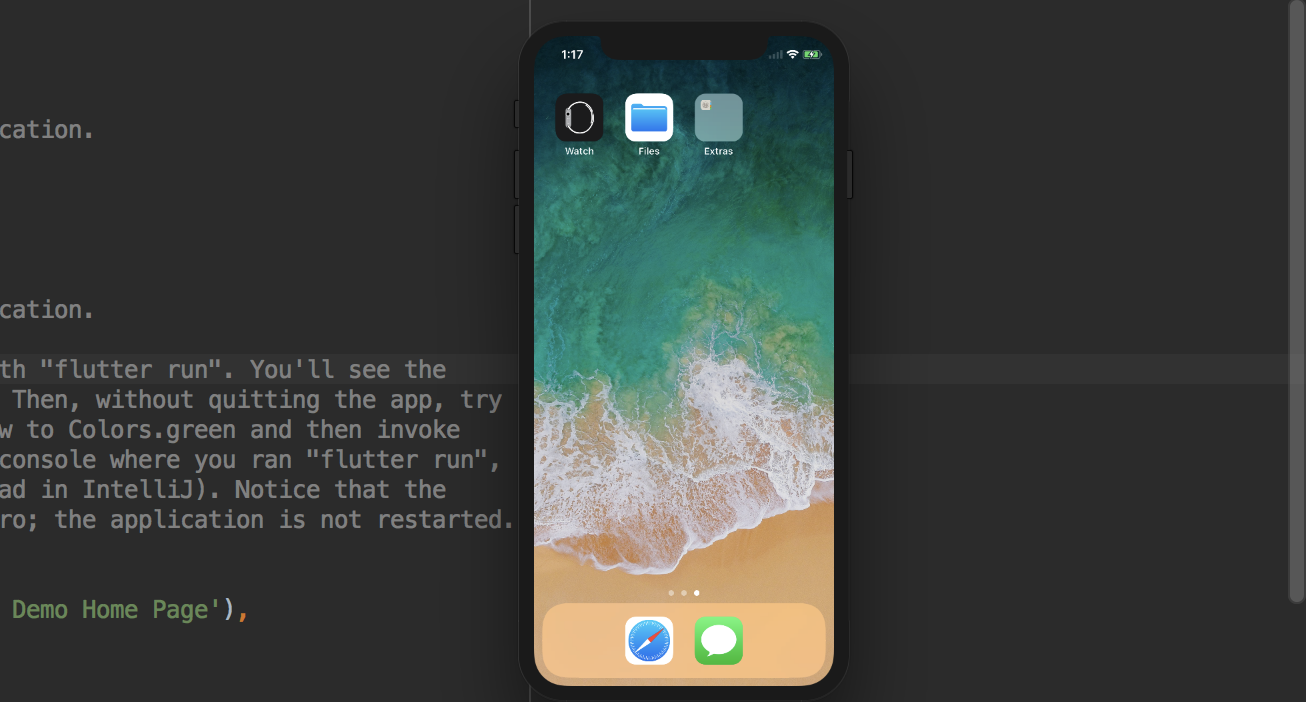 cation.
cation.
th "flutter run". You'll see the
Then, without quitting the app, try
w to Colors.green and then invoke
console where you ran "flutter run",
ad in IntelliJ). Notice that the
ro; the application is not restarted.
Demo Home Page'),
1:17
Watch Files Extras